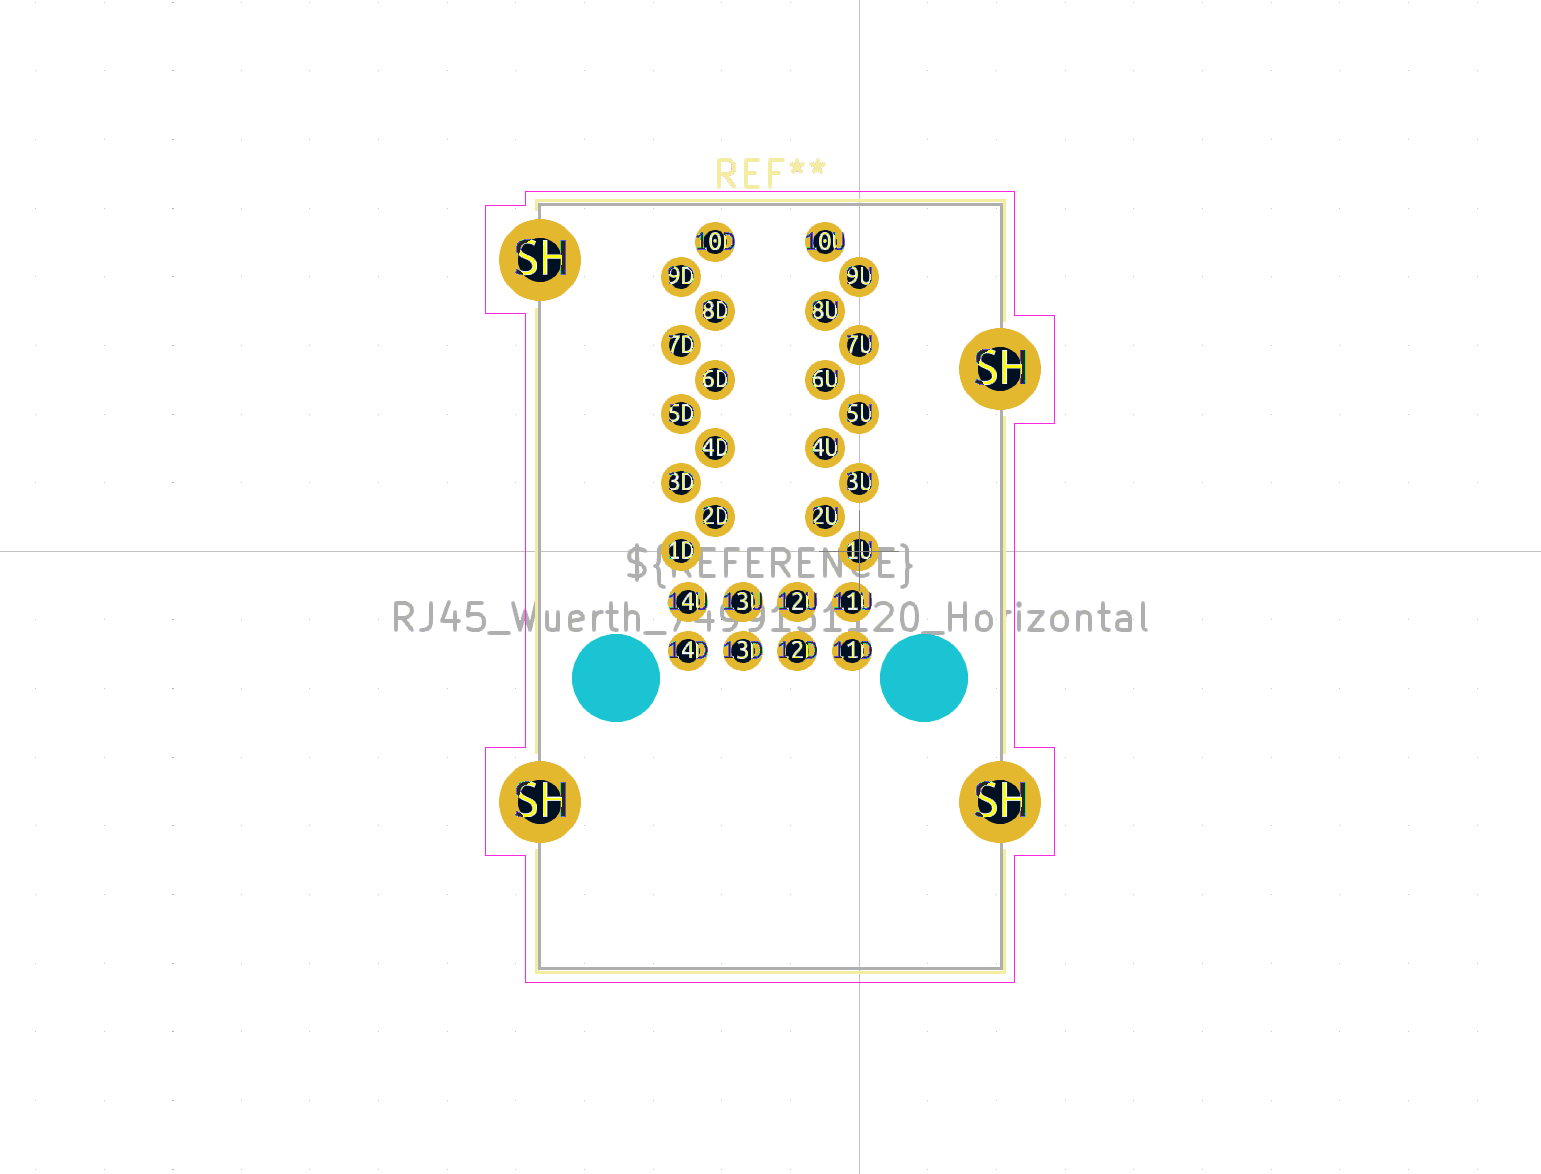 REF**
10D 10U
SH
9D 9U
8D 8U
7D 7U
SH
6D 6U
5D 5U
4D 4U
3D 3U
2D 2U
1D 1U
${REFERENCE}
14U 13U 12U 11U
RJ45_Wuerth_7499151120_Horizontal
14D 13D 12D 11D
SH SH